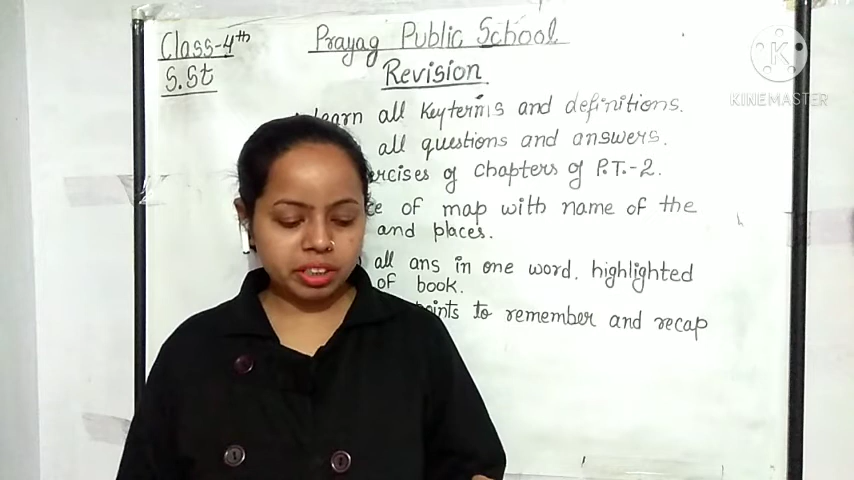 Class-4th
S.St
Prayag Public School
Revision
learn all Keyterms and definitions.
all questions and answers.
of Chapters of P.T.-2.
of map with name of the
and places.
all ans in one word. highlighted
of book.
to remember and recap
K
KINEMASTER